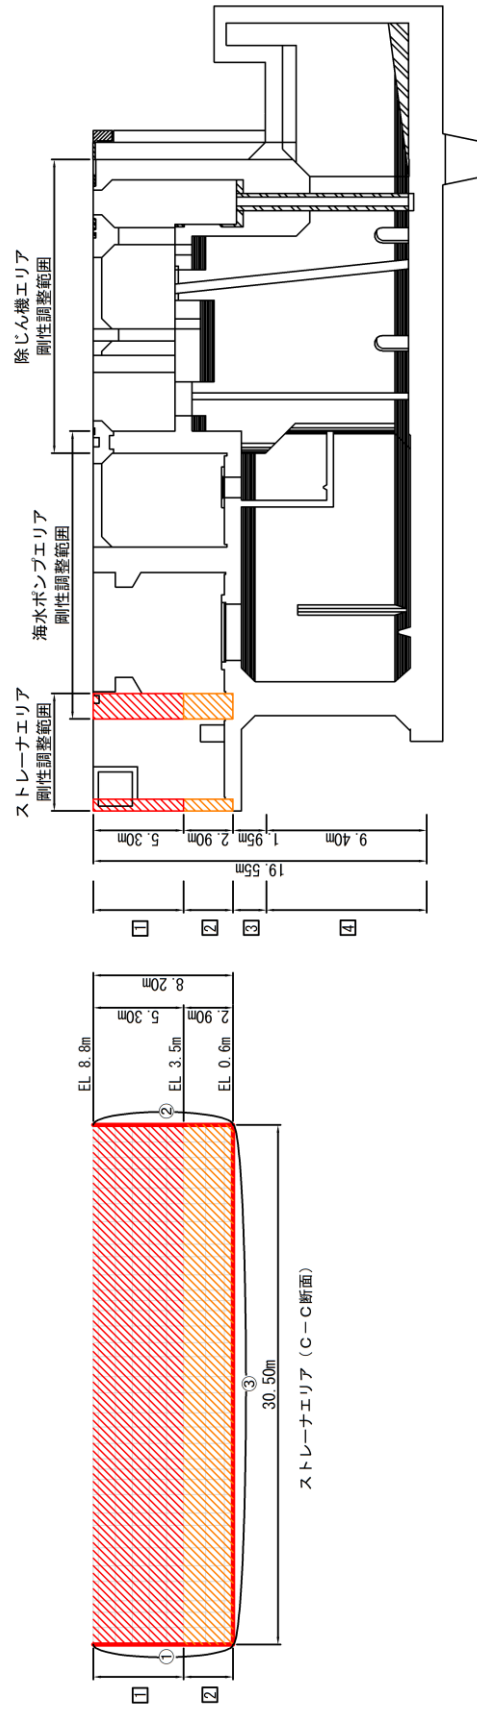 除じん機エリア
剛性調整範囲
海水ポンプエリア
剛性調整範囲
ストレーナエリア
剛性調整範囲
5.30m
2.90m
1.95m
9.40m
19.55m
1
2
3
4
8.20m
5.30m
2.90m
EL 8.8m
EL 3.5m
EL 0.6m
②
③
30.50m
①
ストレーナエリア（C－C断面）
1
2